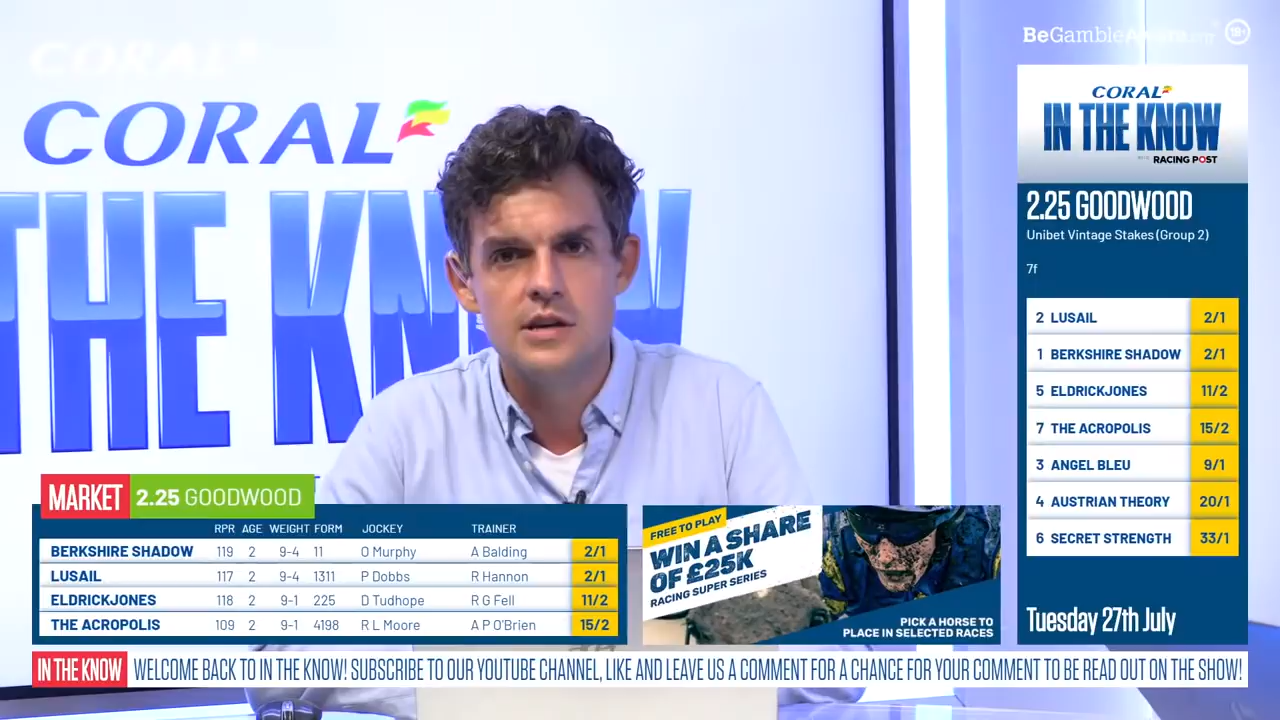 CORAL
BeGambleAware.org 18+
CORAL
THE KNOW
CORAL
IN THE KNOW
WITH RACING POST
2.25 GOODWOOD
Unibet Vintage Stakes (Group 2)
7f
2 LUSAIL 2/1
1 BERKSHIRE SHADOW 2/1
5 ELDRICKJONES 11/2
7 THE ACROPOLIS 15/2
3 ANGEL BLEU 9/1
4 AUSTRIAN THEORY 20/1
6 SECRET STRENGTH 33/1
Tuesday 27th July
MARKET 2.25 GOODWOOD
RPR AGE WEIGHT FORM JOCKEY TRAINER
BERKSHIRE SHADOW 119 2 9-4 11 O Murphy A Balding 2/1
LUSAIL 117 2 9-4 1311 P Dobbs R Hannon 2/1
ELDRICKJONES 118 2 9-1 225 D Tudhope R G Fell 11/2
THE ACROPOLIS 109 2 9-1 4198 R L Moore A P O'Brien 15/2
FREE TO PLAY
WIN A SHARE
OF £25K
RACING SUPER SERIES
PICK A HORSE TO
PLACE IN SELECTED RACES
IN THE KNOW WELCOME BACK TO IN THE KNOW! SUBSCRIBE TO OUR YOUTUBE CHANNEL, LIKE AND LEAVE US A COMMENT FOR A CHANCE FOR YOUR COMMENT TO BE READ OUT ON THE SHOW!